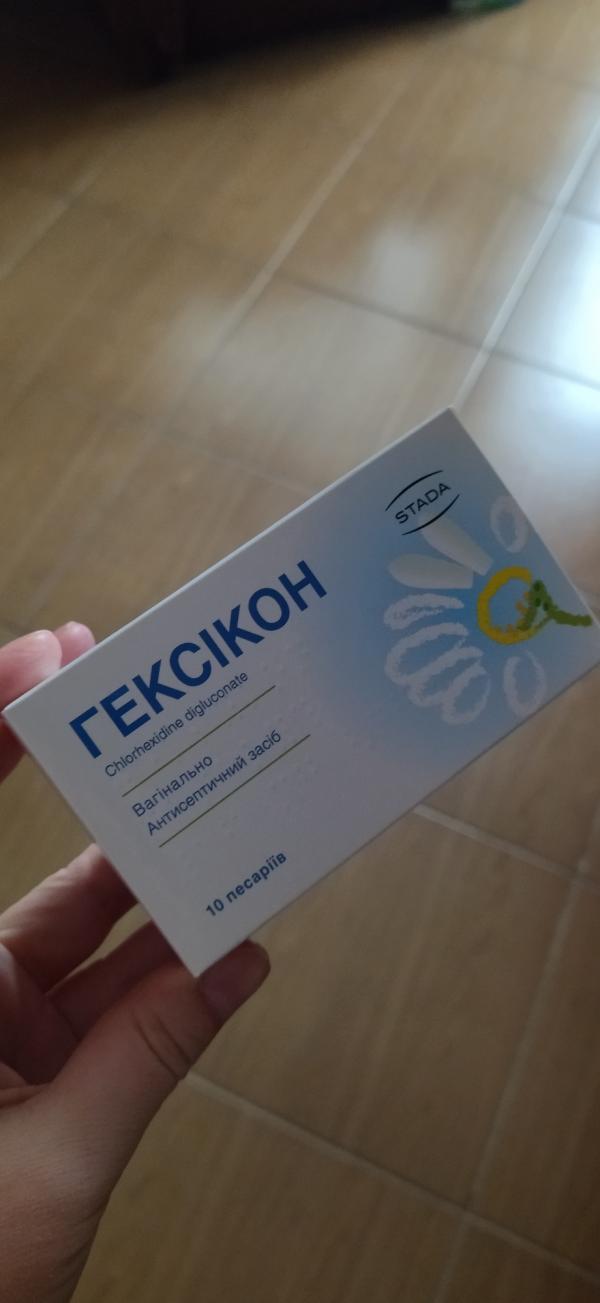 STADA
ГЕКСІКОН
Chlorhexidine digluconate
Вагінально
Антисептичний засіб
10 песаріїв